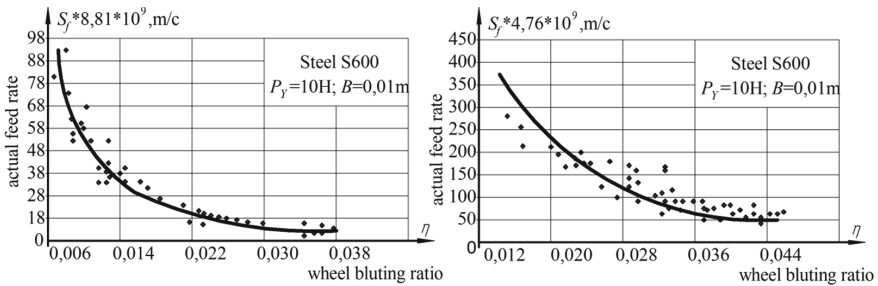 S_f*8,81*10^9,m/c
98
88
78
68
58
48
38
28
18
8
0
actual feed rate
Steel S600
P_Y=10H; B=0,01m
η
0,006 0,014 0,022 0,030 0,038
wheel bluting ratio
S_f*4,76*10^9,m/c
450
400
350
300
250
200
150
100
50
0
actual feed rate
Steel S600
P_Y=10H; B=0,01m
η
0,012 0,020 0,028 0,036 0,044
wheel bluting ratio